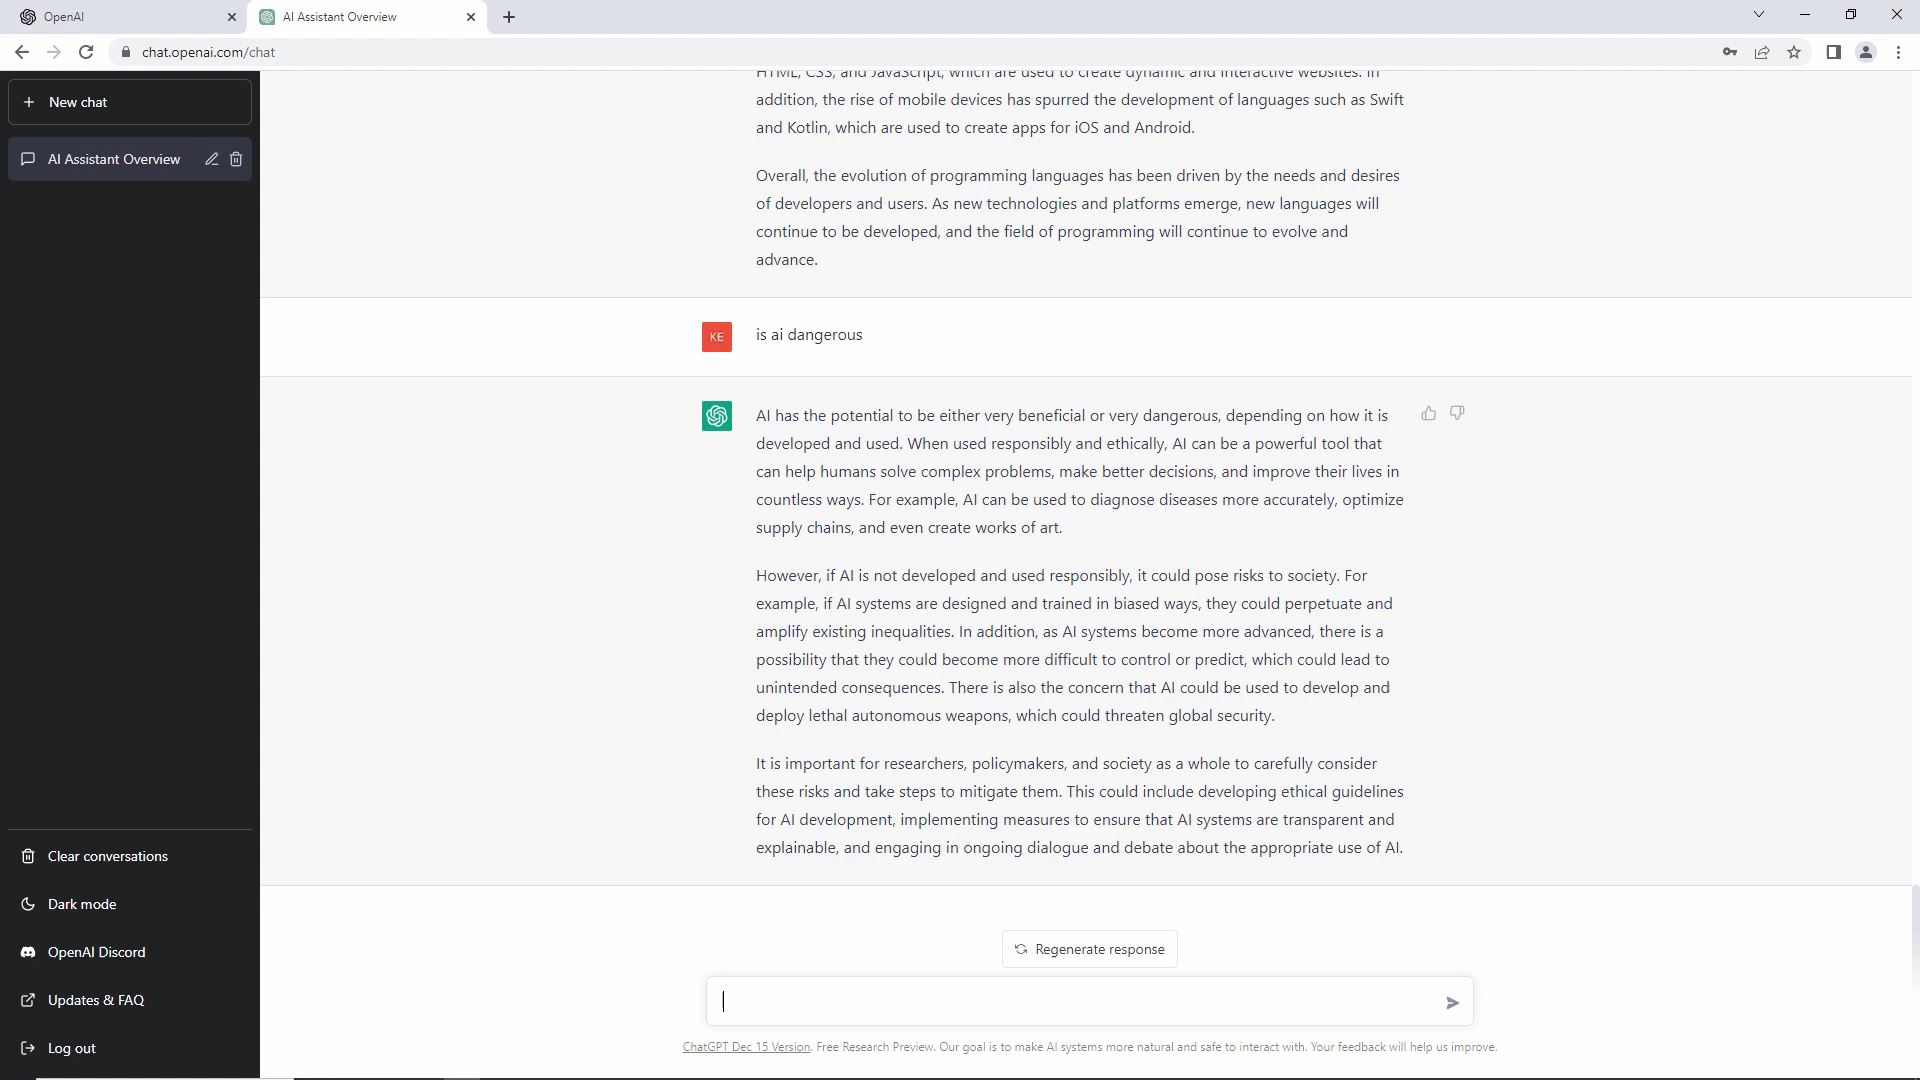 OpenAI
AI Assistant Overview
chat.openai.com/chat
New chat
AI Assistant Overview
HTML, CSS, and JavaScript, which are used to create dynamic and interactive websites. In
addition, the rise of mobile devices has spurred the development of languages such as Swift
and Kotlin, which are used to create apps for iOS and Android.
Overall, the evolution of programming languages has been driven by the needs and desires
of developers and users. As new technologies and platforms emerge, new languages will
continue to be developed, and the field of programming will continue to evolve and
advance.
KE
is ai dangerous
AI has the potential to be either very beneficial or very dangerous, depending on how it is
developed and used. When used responsibly and ethically, AI can be a powerful tool that
can help humans solve complex problems, make better decisions, and improve their lives in
countless ways. For example, AI can be used to diagnose diseases more accurately, optimize
supply chains, and even create works of art.
However, if AI is not developed and used responsibly, it could pose risks to society. For
example, if AI systems are designed and trained in biased ways, they could perpetuate and
amplify existing inequalities. In addition, as AI systems become more advanced, there is a
possibility that they could become more difficult to control or predict, which could lead to
unintended consequences. There is also the concern that AI could be used to develop and
deploy lethal autonomous weapons, which could threaten global security.
It is important for researchers, policymakers, and society as a whole to carefully consider
these risks and take steps to mitigate them. This could include developing ethical guidelines
for AI development, implementing measures to ensure that AI systems are transparent and
explainable, and engaging in ongoing dialogue and debate about the appropriate use of AI.
Clear conversations
Dark mode
OpenAI Discord
Updates & FAQ
Log out
Regenerate response
ChatGPT Dec 15 Version. Free Research Preview. Our goal is to make AI systems more natural and safe to interact with. Your feedback will help us improve.